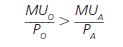 MU_O / P_O > MU_A / P_A